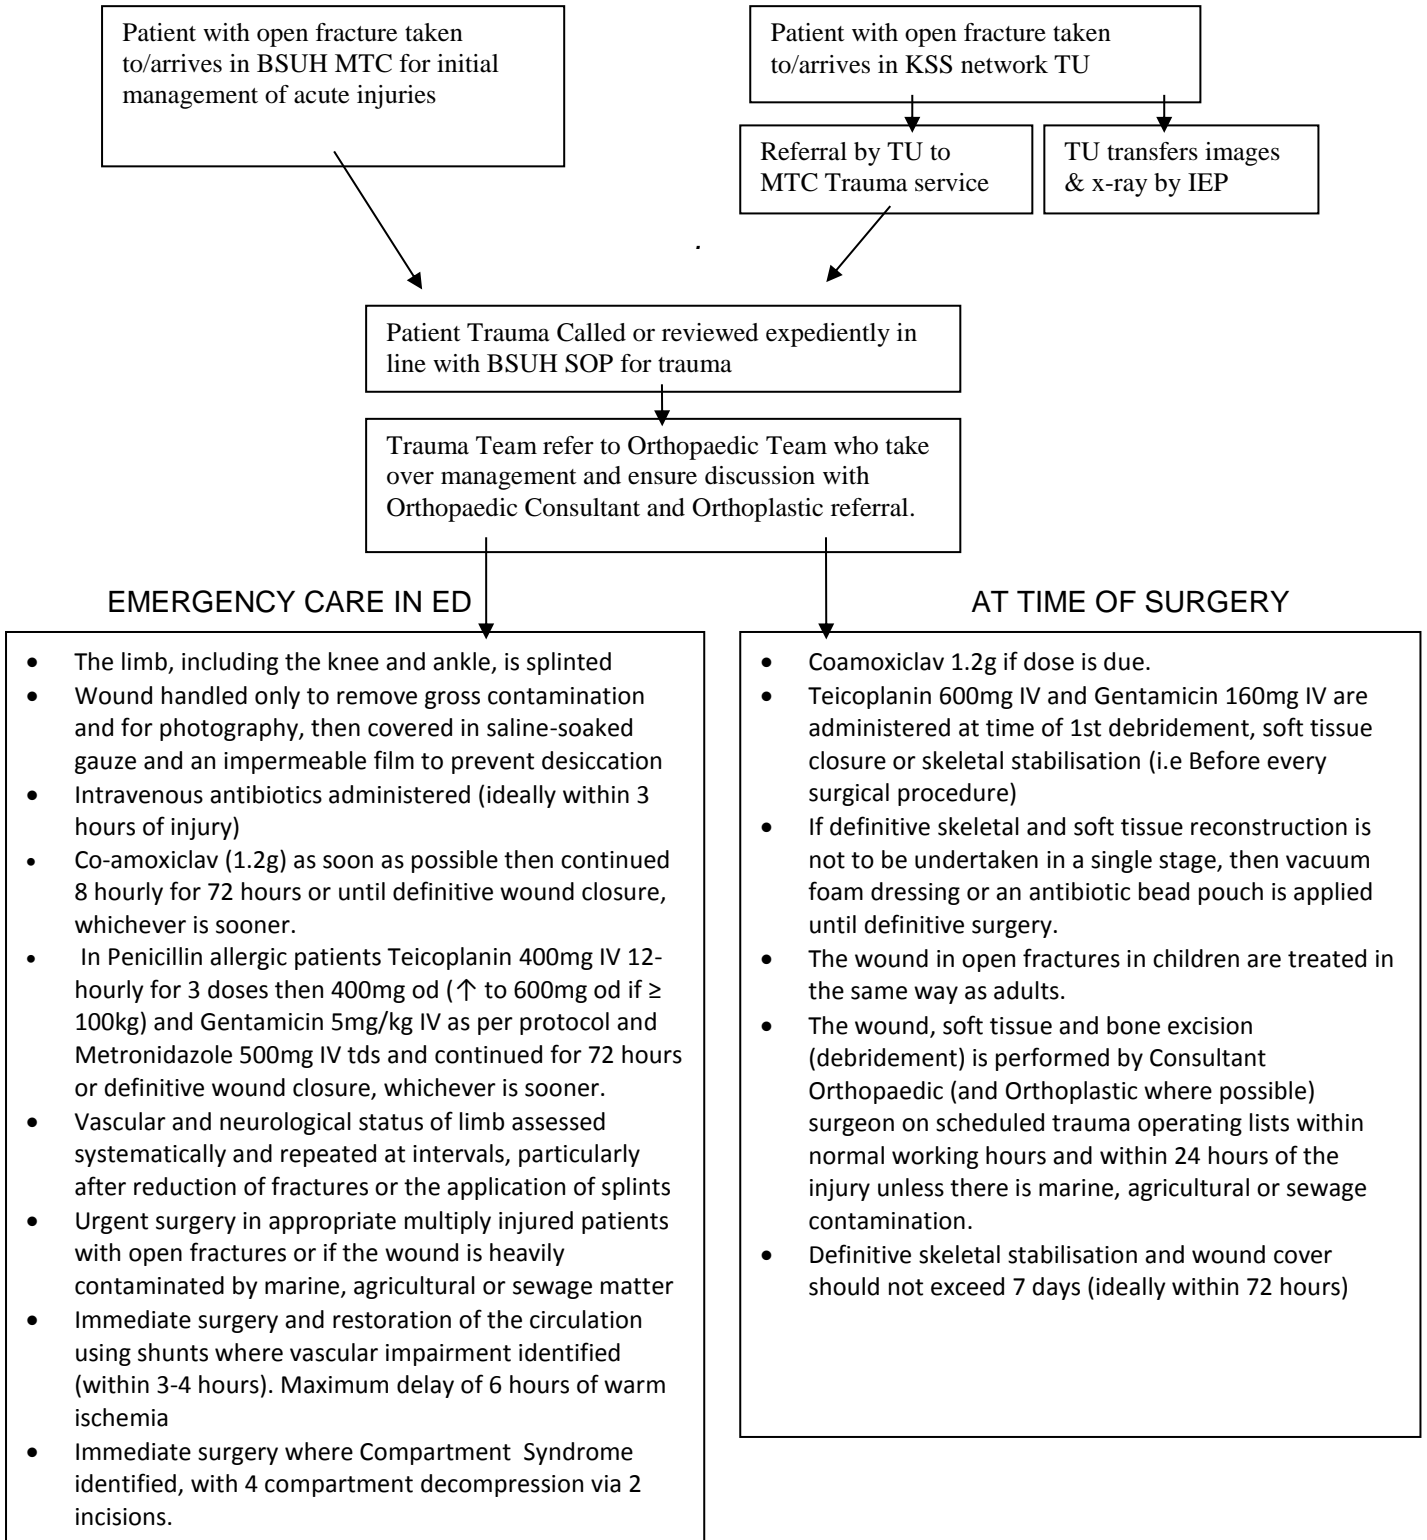 Patient with open fracture taken
to/arrives in BSUH MTC for initial
management of acute injuries
Patient with open fracture taken
to/arrives in KSS network TU
Referral by TU to
MTC Trauma service
TU transfers images
& x-ray by IEP
.
Patient Trauma Called or reviewed expediently in
line with BSUH SOP for trauma
Trauma Team refer to Orthopaedic Team who take
over management and ensure discussion with
Orthopaedic Consultant and Orthoplastic referral.
EMERGENCY CARE IN ED
• The limb, including the knee and ankle, is splinted
• Wound handled only to remove gross contamination
and for photography, then covered in saline-soaked
gauze and an impermeable film to prevent desiccation
• Intravenous antibiotics administered (ideally within 3
hours of injury)
• Co-amoxiclav (1.2g) as soon as possible then continued
8 hourly for 72 hours or until definitive wound closure,
whichever is sooner.
• In Penicillin allergic patients Teicoplanin 400mg IV 12-
hourly for 3 doses then 400mg od (↑ to 600mg od if ≥
100kg) and Gentamicin 5mg/kg IV as per protocol and
Metronidazole 500mg IV tds and continued for 72 hours
or definitive wound closure, whichever is sooner.
• Vascular and neurological status of limb assessed
systematically and repeated at intervals, particularly
after reduction of fractures or the application of splints
• Urgent surgery in appropriate multiply injured patients
with open fractures or if the wound is heavily
contaminated by marine, agricultural or sewage matter
• Immediate surgery and restoration of the circulation
using shunts where vascular impairment identified
(within 3-4 hours). Maximum delay of 6 hours of warm
ischemia
• Immediate surgery where Compartment Syndrome
identified, with 4 compartment decompression via 2
incisions.
AT TIME OF SURGERY
• Coamoxiclav 1.2g if dose is due.
• Teicoplanin 600mg IV and Gentamicin 160mg IV are
administered at time of 1st debridement, soft tissue
closure or skeletal stabilisation (i.e Before every
surgical procedure)
• If definitive skeletal and soft tissue reconstruction is
not to be undertaken in a single stage, then vacuum
foam dressing or an antibiotic bead pouch is applied
until definitive surgery.
• The wound in open fractures in children are treated in
the same way as adults.
• The wound, soft tissue and bone excision
(debridement) is performed by Consultant
Orthopaedic (and Orthoplastic where possible)
surgeon on scheduled trauma operating lists within
normal working hours and within 24 hours of the
injury unless there is marine, agricultural or sewage
contamination.
• Definitive skeletal stabilisation and wound cover
should not exceed 7 days (ideally within 72 hours)